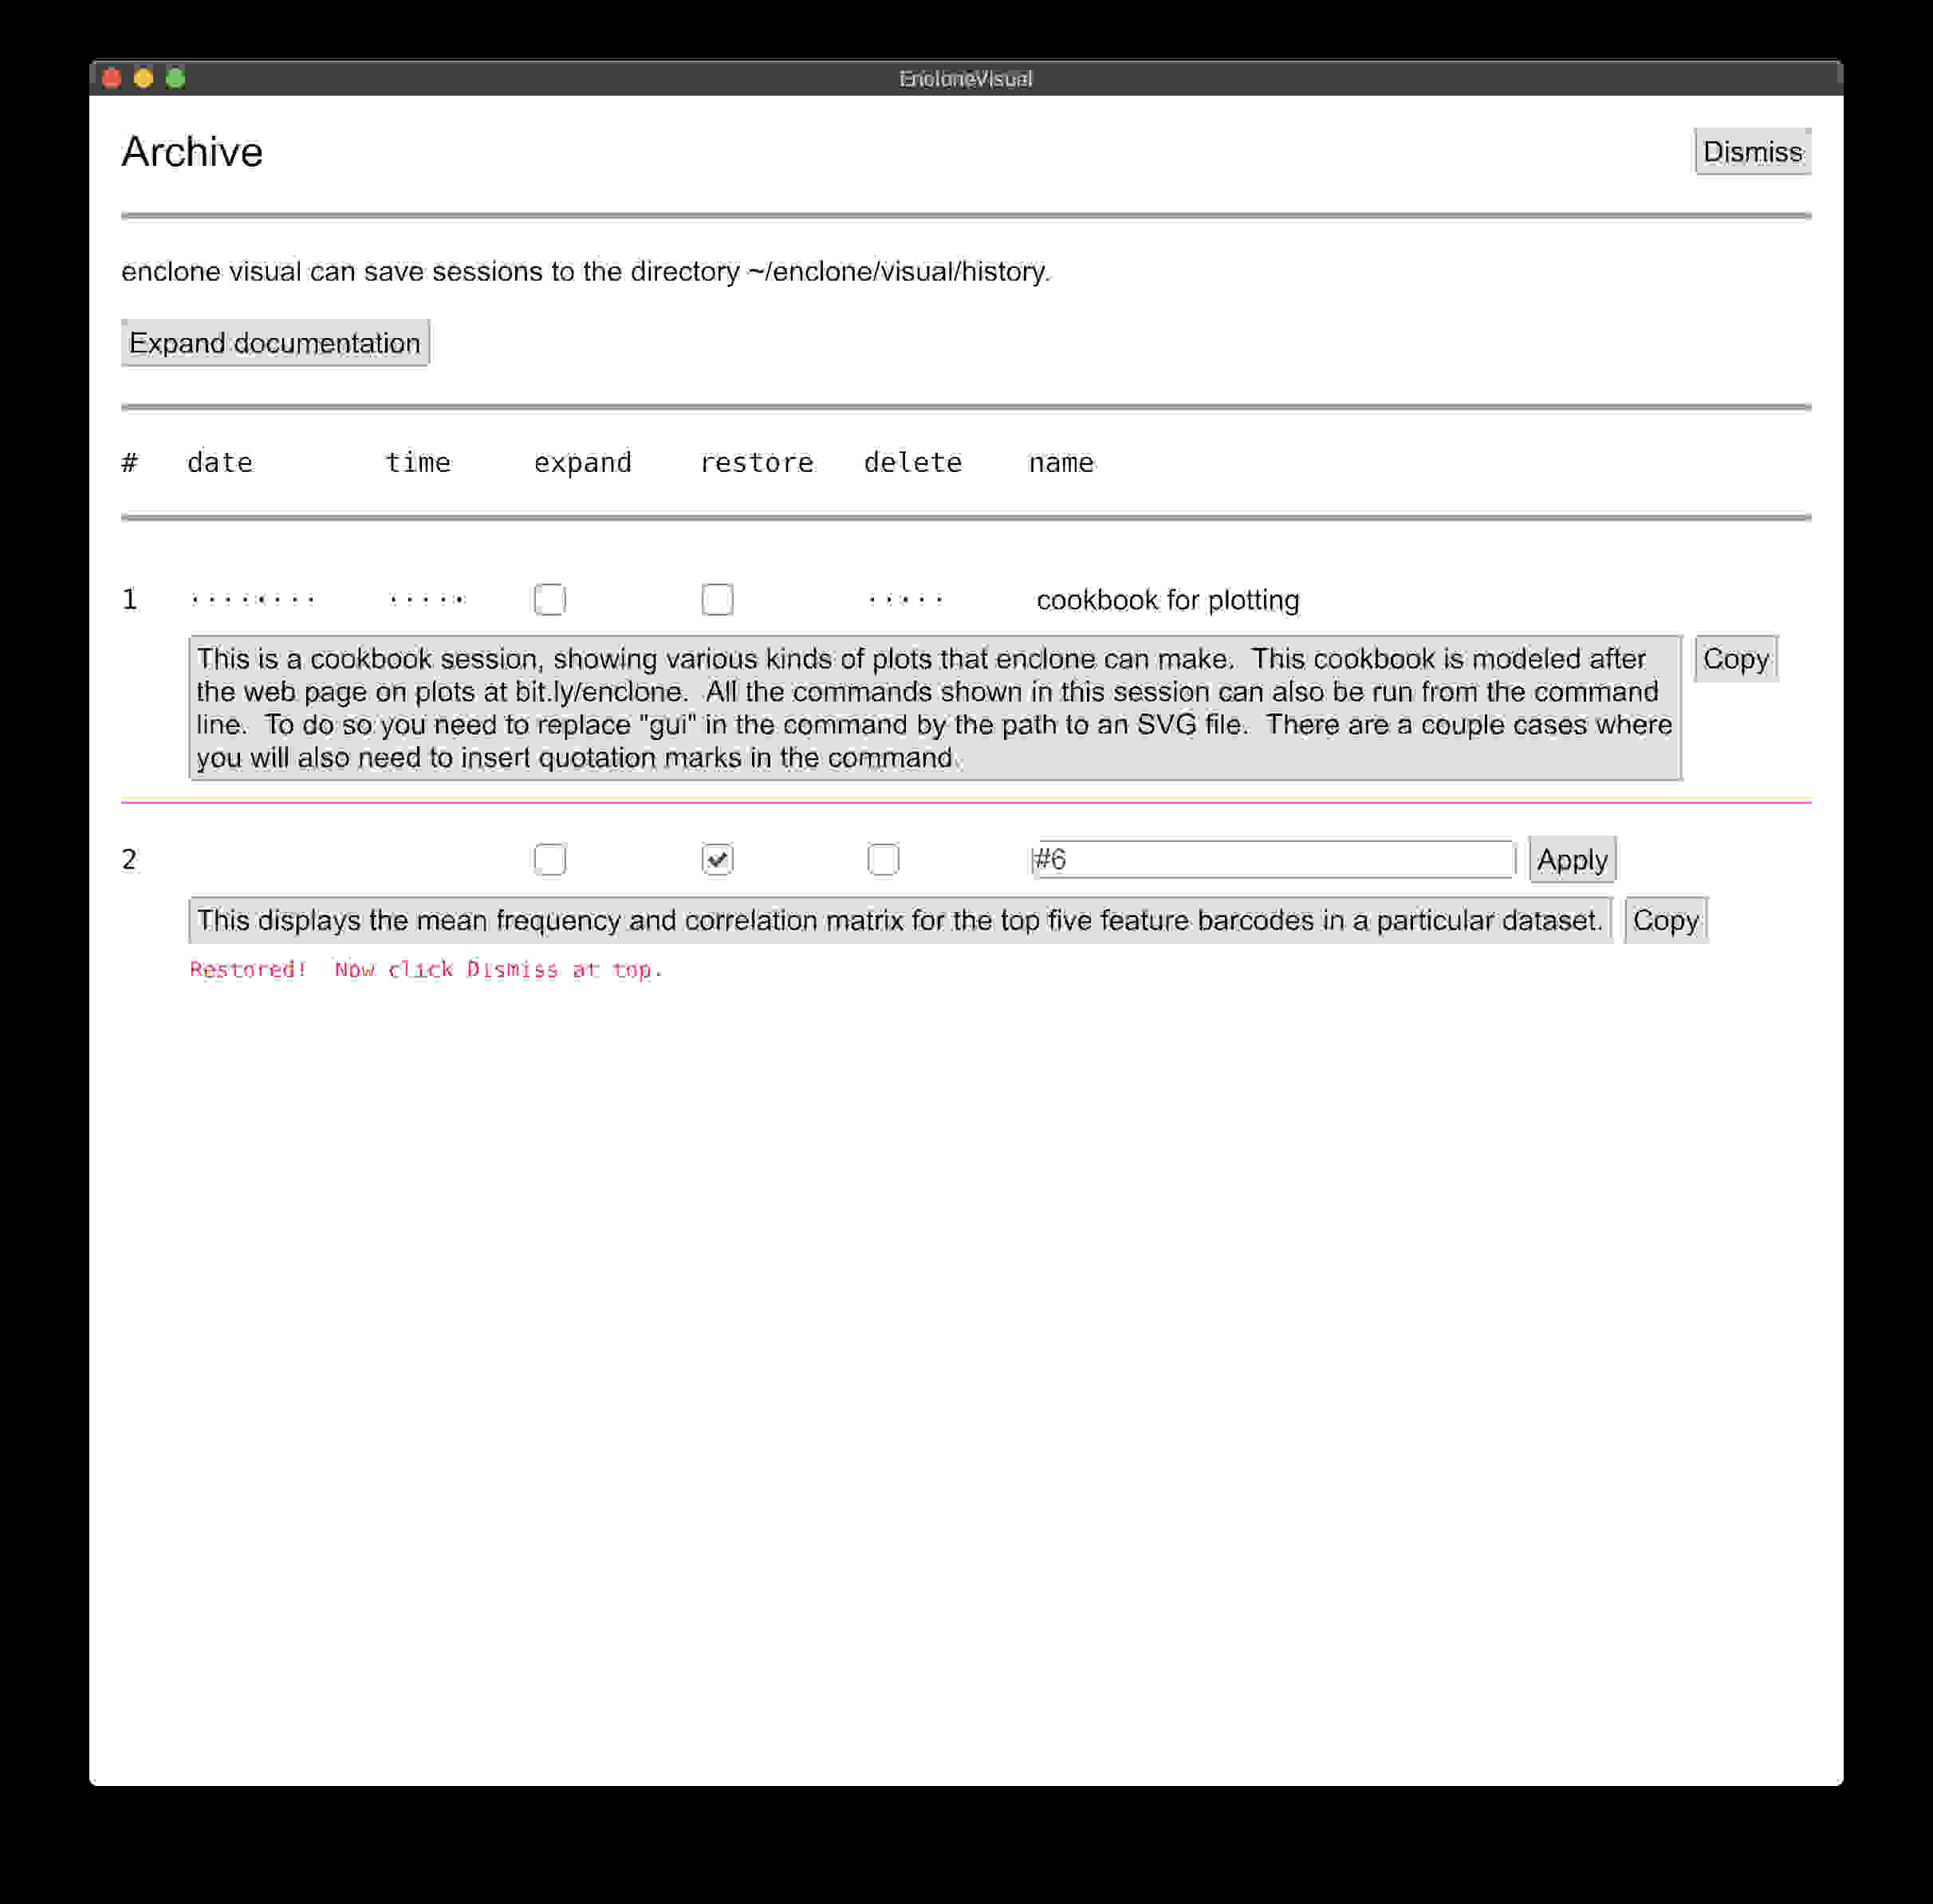 EncloneVisual
Archive Dismiss
enclone visual can save sessions to the directory ~/enclone/visual/history.
Expand documentation
# date time expand restore delete name
1 ········ ····· ····· cookbook for plotting
This is a cookbook session, showing various kinds of plots that enclone can make.  This cookbook is modeled after Copy
the web page on plots at bit.ly/enclone.  All the commands shown in this session can also be run from the command
line.  To do so you need to replace "gui" in the command by the path to an SVG file.  There are a couple cases where
you will also need to insert quotation marks in the command.
2 #6 Apply
This displays the mean frequency and correlation matrix for the top five feature barcodes in a particular dataset. Copy
Restored!  Now click Dismiss at top.